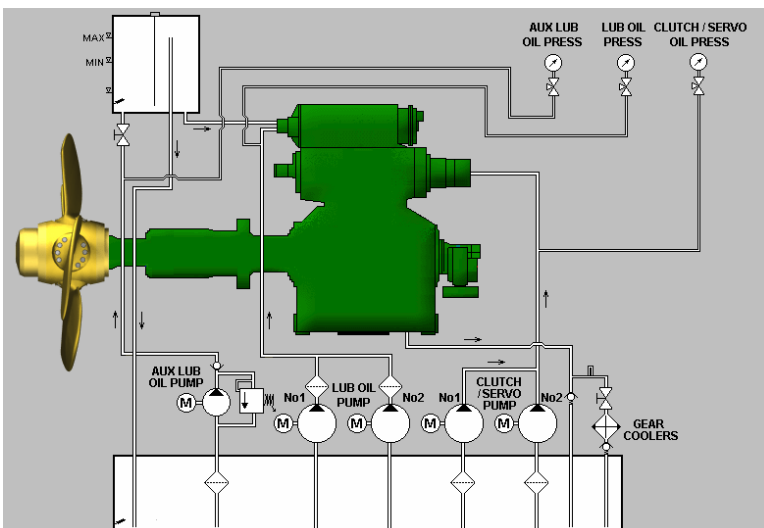 AUX LUB
OIL PRESS
LUB OIL
PRESS
CLUTCH / SERVO
OIL PRESS
MAX
MIN
AUX LUB
OIL PUMP
M
No1
M
LUB OIL
PUMP
No2
M
No1
M
CLUTCH
/SERVO
PUMP
No2
M
GEAR
COOLERS